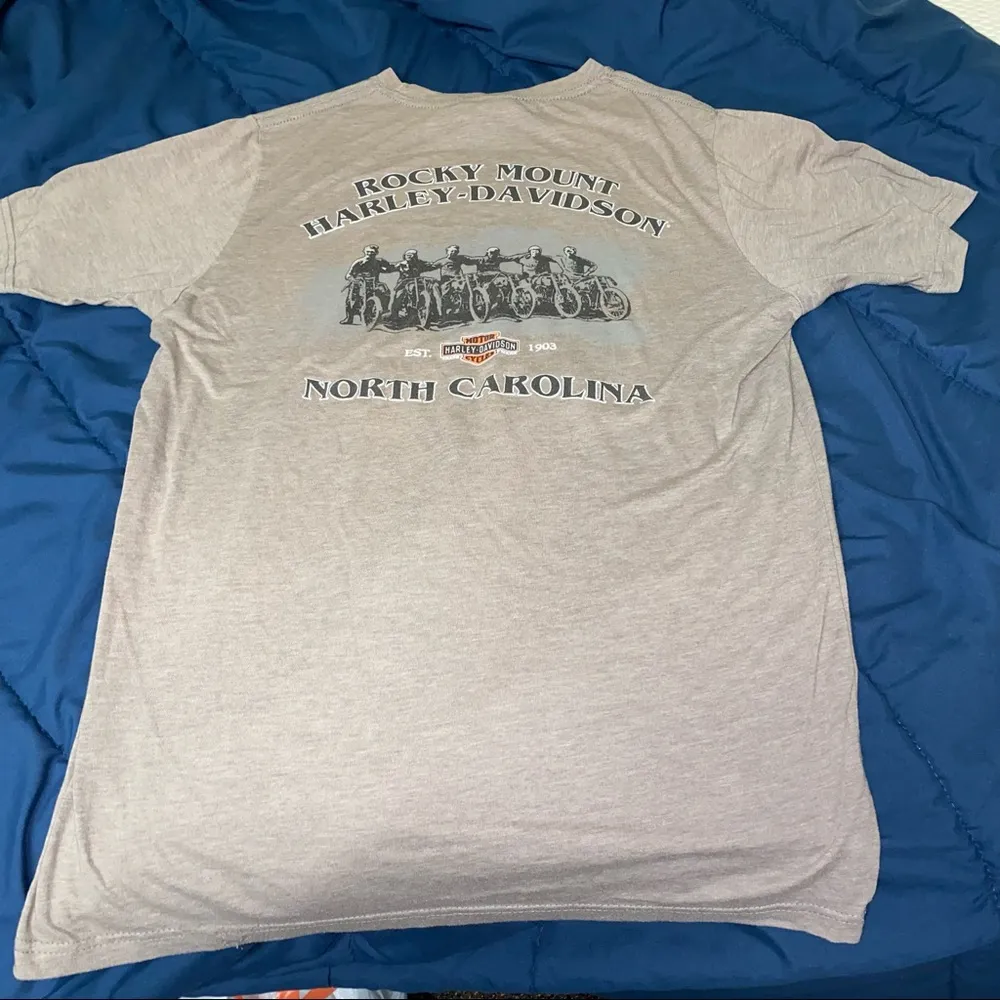 ROCKY MOUNT
HARLEY-DAVIDSON
MOTOR
EST. HARLEY-DAVIDSON 1903
CYCLES
NORTH CAROLINA